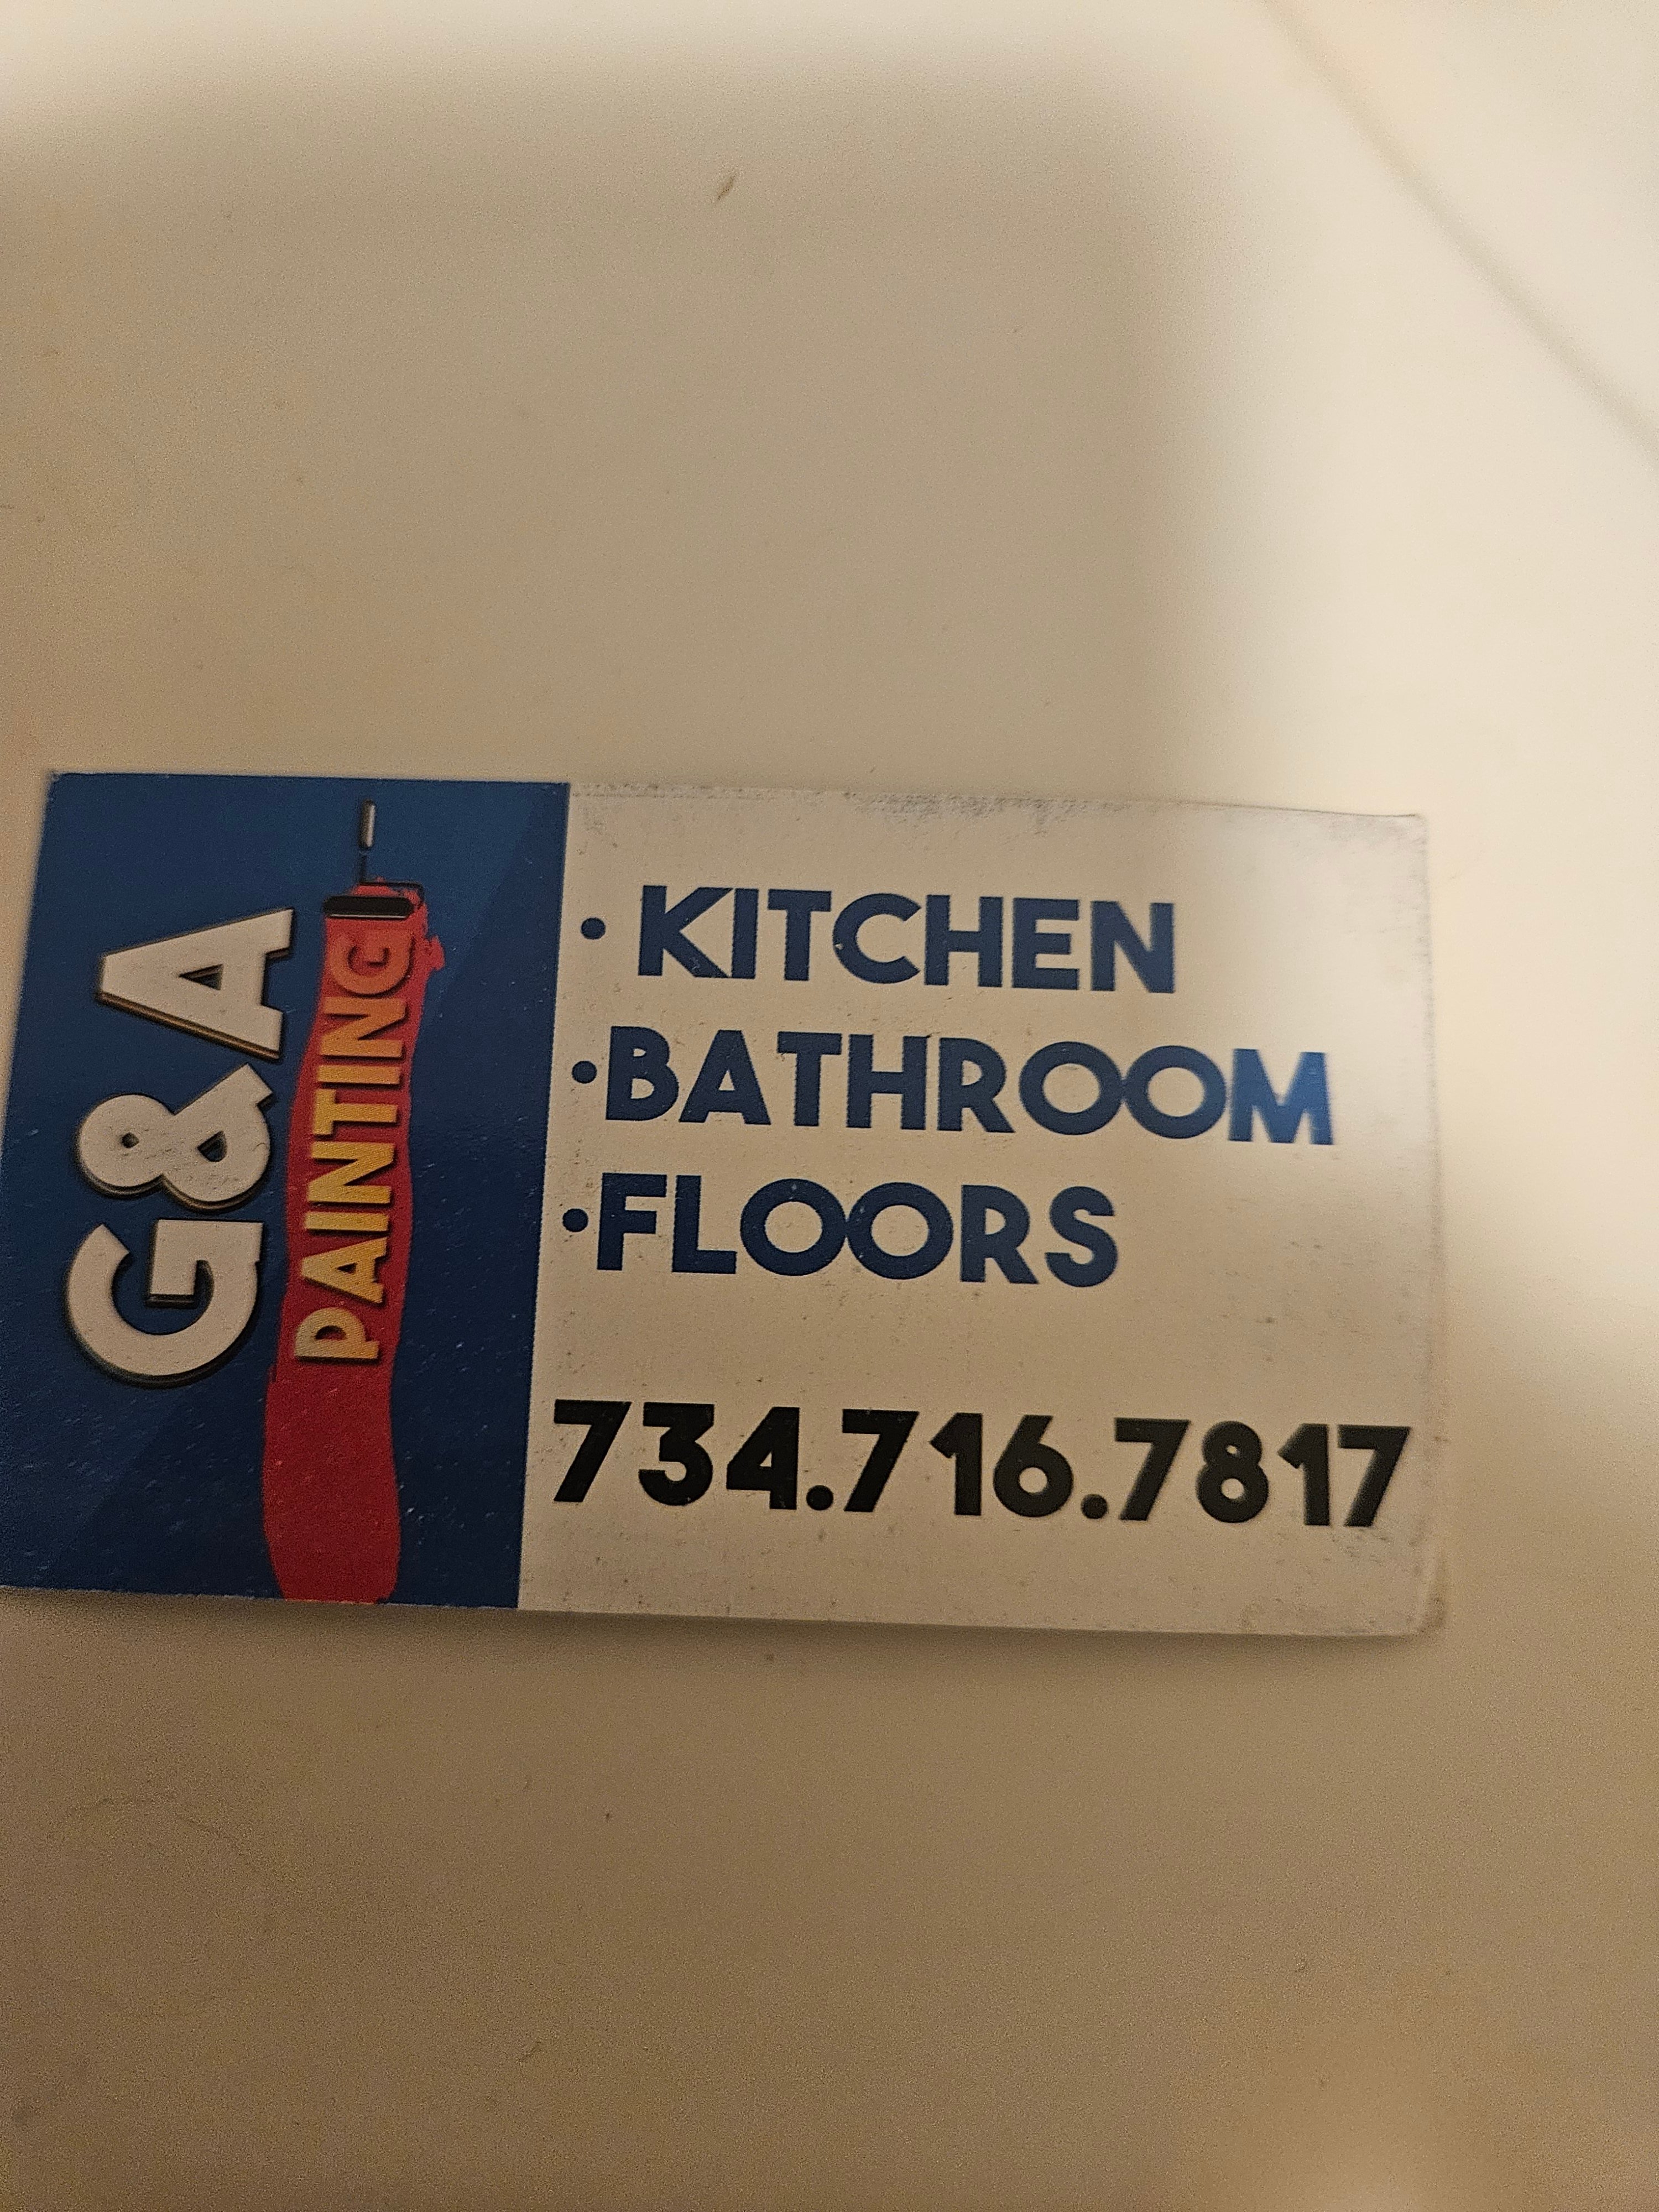 G&A
PAINTING
• KITCHEN
•BATHROOM
•FLOORS
734.716.7817